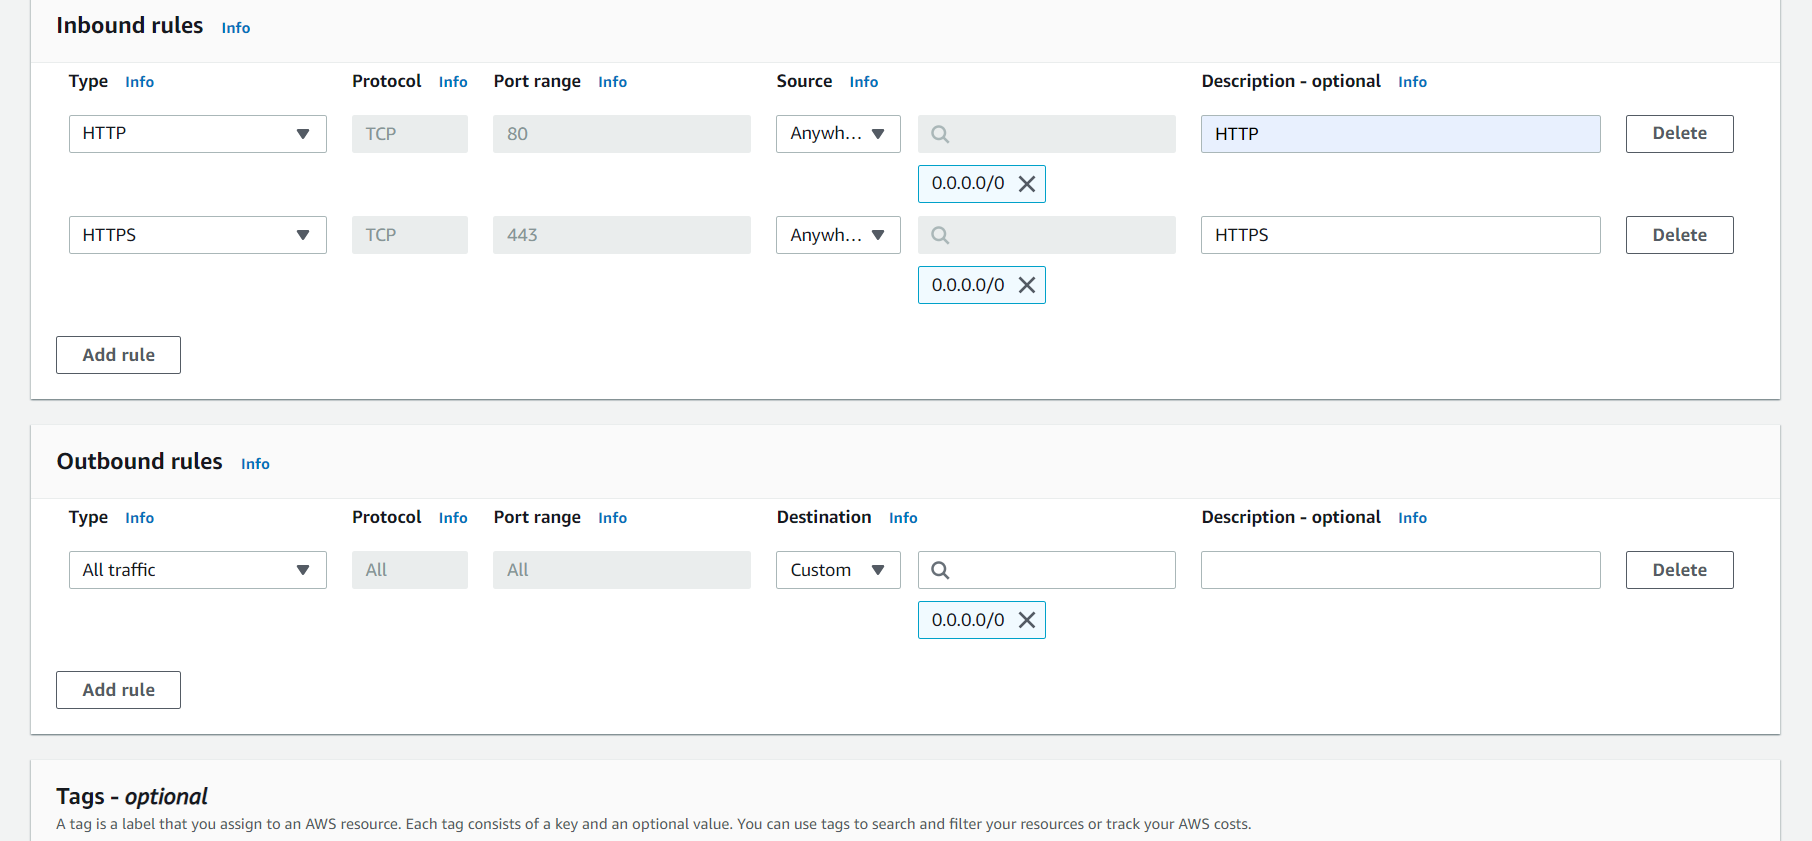 Inbound rules Info
Type Info Protocol Info Port range Info Source Info Description - optional Info
HTTP TCP 80 Anywh... HTTP Delete
0.0.0.0/0
HTTPS TCP 443 Anywh... HTTPS Delete
0.0.0.0/0
Add rule
Outbound rules Info
Type Info Protocol Info Port range Info Destination Info Description - optional Info
All traffic All All Custom Delete
0.0.0.0/0
Add rule
Tags - optional
A tag is a label that you assign to an AWS resource. Each tag consists of a key and an optional value. You can use tags to search and filter your resources or track your AWS costs.